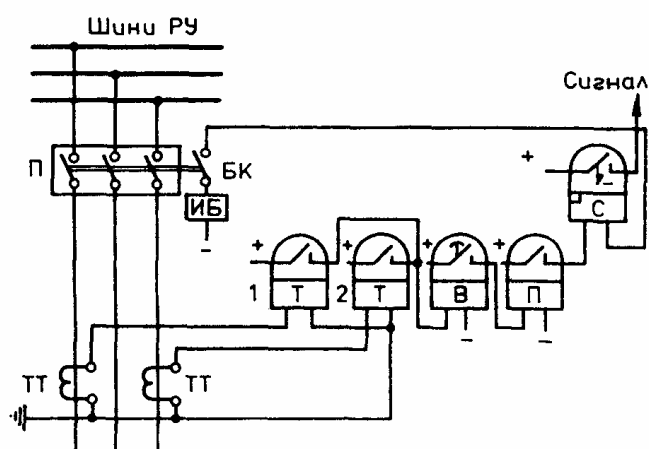 Шини РУ
Сигнал
П
БК
ИБ
+
С
–
–
+
+
+
+
1
Т
2
Т
В
П
–
–
ТТ
ТТ